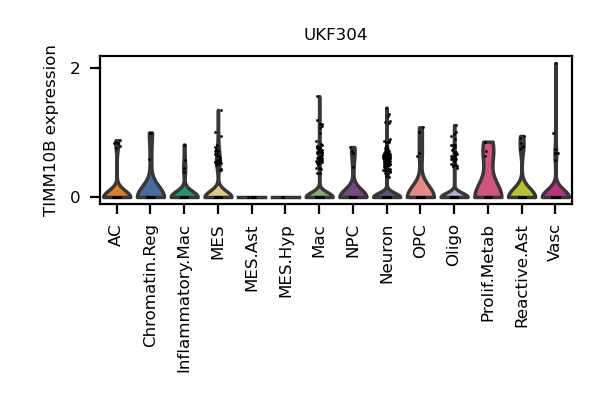 UKF304
TIMM10B expression
2
0
AC
Chromatin.Reg
Inflammatory.Mac
MES
MES.Ast
MES.Hyp
Mac
NPC
Neuron
OPC
Oligo
Prolif.Metab
Reactive.Ast
Vasc